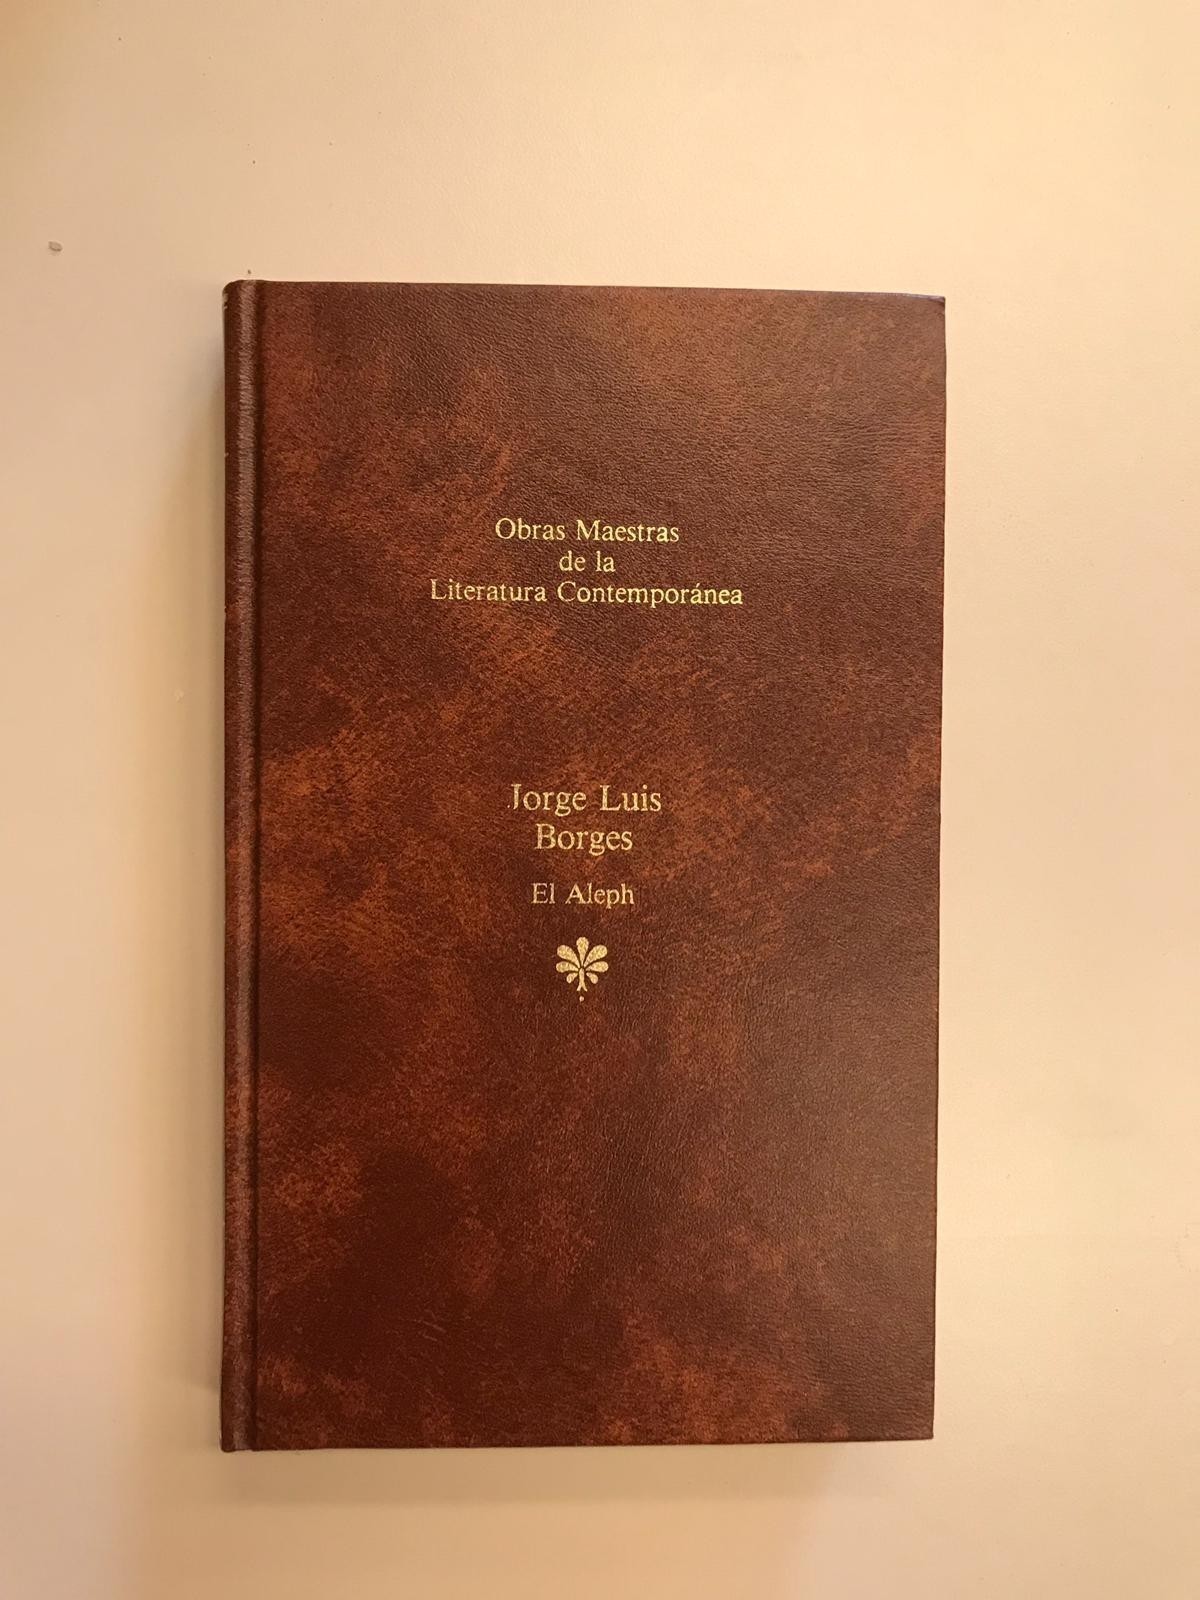 Obras Maestras
de la
Literatura Contemporánea
Jorge Luis
Borges
El Aleph